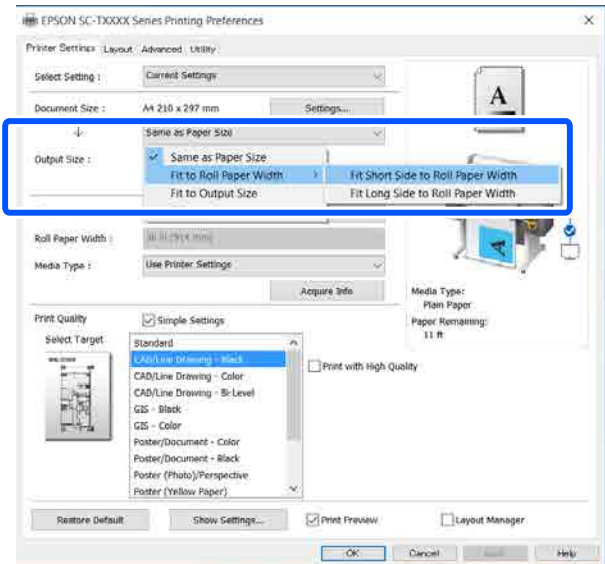 EPSON SC-TXXXX Series Printing Preferences
Printer Settings Layout Advanced Utility
Select Setting : Current Settings
Document Size : A4 210 x 297 mm Settings...
A
Same as Paper Size
Output Size :
Same as Paper Size
Fit to Roll Paper Width Fit Short Side to Roll Paper Width
Fit to Output Size Fit Long Side to Roll Paper Width
Roll Paper Width :
Media Type : Use Printer Settings
Acquire Info
Media Type:
Plain Paper
Paper Remaining:
11 ft
Print Quality Simple Settings
Select Target
Standard
CAD/Line Drawing - Black
CAD/Line Drawing - Color
CAD/Line Drawing - Bi-Level
GIS - Black
GIS - Color
Poster/Document - Color
Poster/Document - Black
Poster (Photo)/Perspective
Poster (Yellow Paper)
Print with High Quality
Restore Default Show Settings... Print Preview Layout Manager
OK Cancel Help